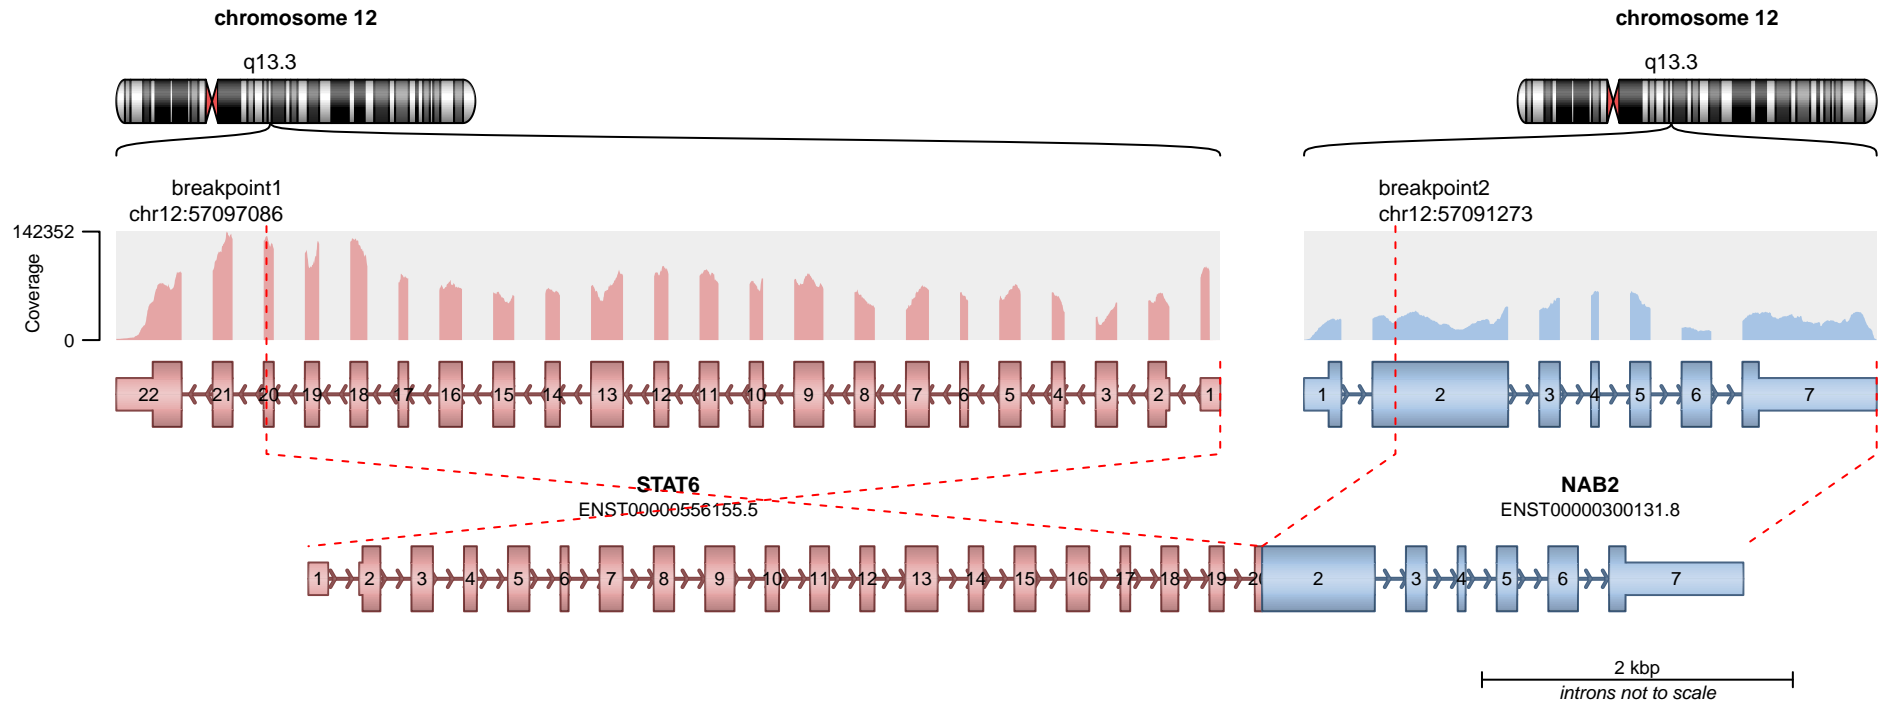 chromosome 12
chromosome 12
q13.3
q13.3
breakpoint1
chr12:57097086
breakpoint2
chr12:57091273
142352
Coverage
0
22 21 20 19 18 17 16 15 14 13 12 11 10 9 8 7 6 5 4 3 2 1
1 2 3 4 5 6 7
STAT6
ENST00000556155.5
NAB2
ENST00000300131.8
1 2 3 4 5 6 7 8 9 10 11 12 13 14 15 16 17 18 19 20 2 3 4 5 6 7
2 kbp
introns not to scale